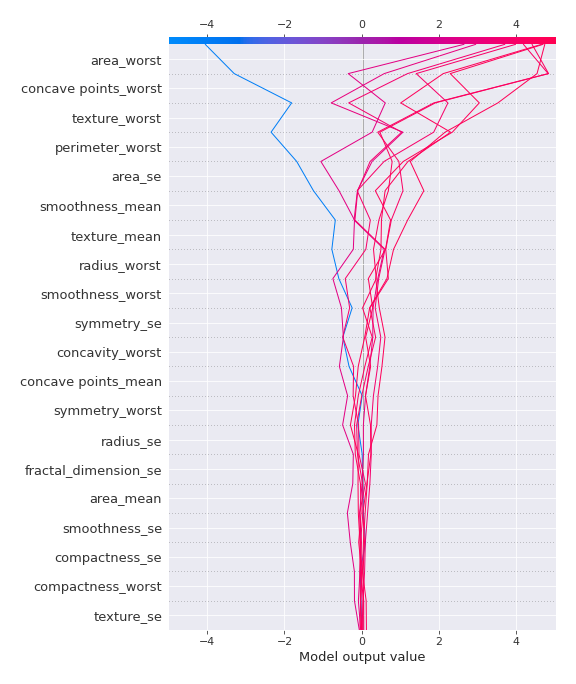 −4 −2 0 2 4
area_worst
concave points_worst
texture_worst
perimeter_worst
area_se
smoothness_mean
texture_mean
radius_worst
smoothness_worst
symmetry_se
concavity_worst
concave points_mean
symmetry_worst
radius_se
fractal_dimension_se
area_mean
smoothness_se
compactness_se
compactness_worst
texture_se
−4 −2 0 2 4
Model output value